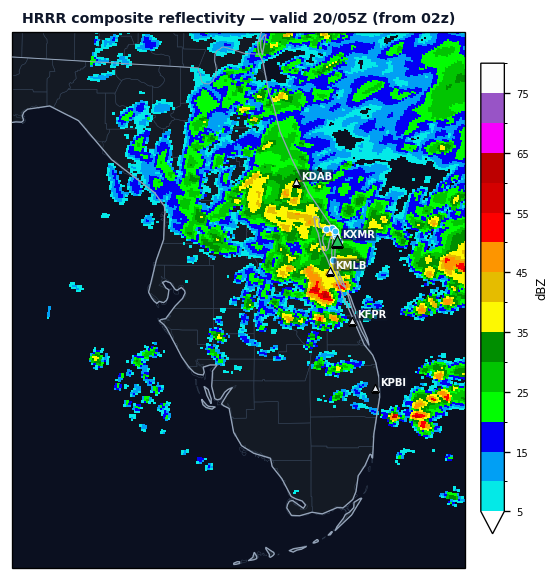 HRRR composite reflectivity — valid 20/05Z (from 02z)
KDAB
KXMR
KMLB
KFPR
KPBI
75
65
55
45
35
25
15
5
dBZ